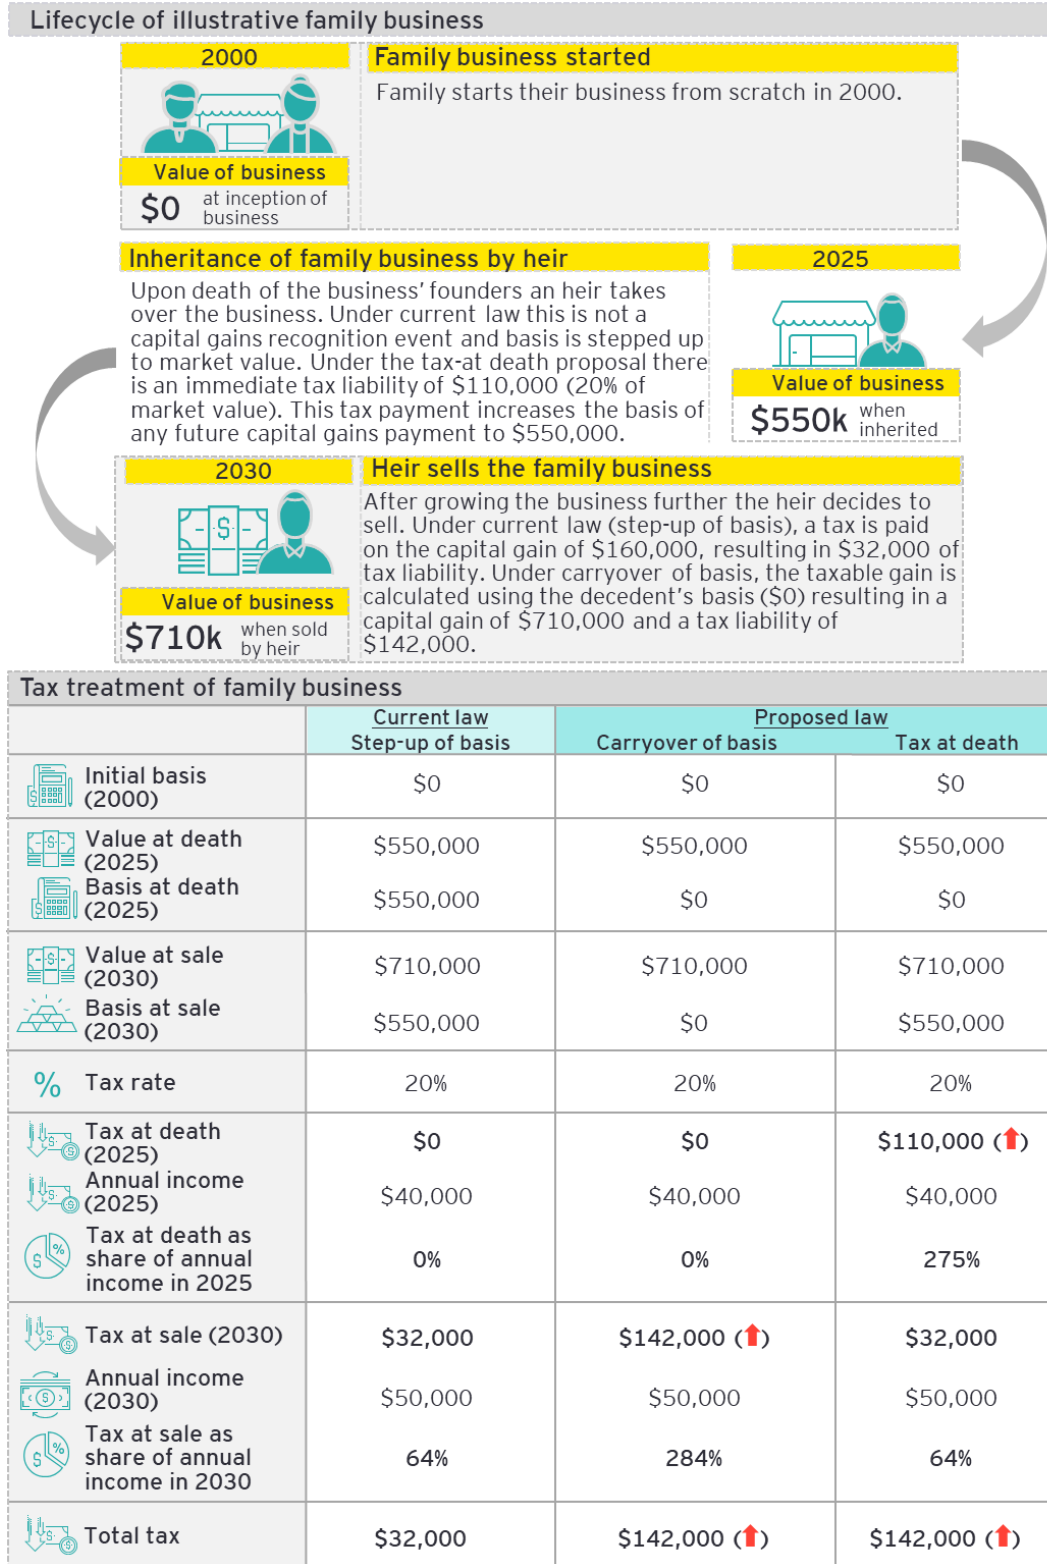 Lifecycle of illustrative family business
2000
Family business started
Family starts their business from scratch in 2000.
Value of business
$0 at inception of
business
Inheritance of family business by heir
Upon death of the business' founders an heir takes
over the business. Under current law this is not a
capital gains recognition event and basis is stepped up
to market value. Under the tax-at death proposal there
is an immediate tax liability of $110,000 (20% of
market value). This tax payment increases the basis of
any future capital gains payment to $550,000.
2025
Value of business
$550k when
inherited
2030
$
Value of business
$710k when sold
by heir
Heir sells the family business
After growing the business further the heir decides to
sell. Under current law (step-up of basis), a tax is paid
on the capital gain of $160,000, resulting in $32,000 of
tax liability. Under carryover of basis, the taxable gain is
calculated using the decedent's basis ($0) resulting in a
capital gain of $710,000 and a tax liability of
$142,000.
Tax treatment of family business
Current law Proposed law
Step-up of basis Carryover of basis Tax at death
Initial basis
(2000) $0 $0 $0
Value at death
(2025) $550,000 $550,000 $550,000
Basis at death
(2025) $550,000 $0 $0
Value at sale
(2030) $710,000 $710,000 $710,000
Basis at sale
(2030) $550,000 $0 $550,000
% Tax rate 20% 20% 20%
Tax at death
(2025) $0 $0 $110,000 (⬆)
Annual income
(2025) $40,000 $40,000 $40,000
Tax at death as
share of annual
income in 2025 0% 0% 275%
Tax at sale (2030) $32,000 $142,000 (⬆) $32,000
Annual income
(2030) $50,000 $50,000 $50,000
Tax at sale as
share of annual
income in 2030 64% 284% 64%
Total tax $32,000 $142,000 (⬆) $142,000 (⬆)